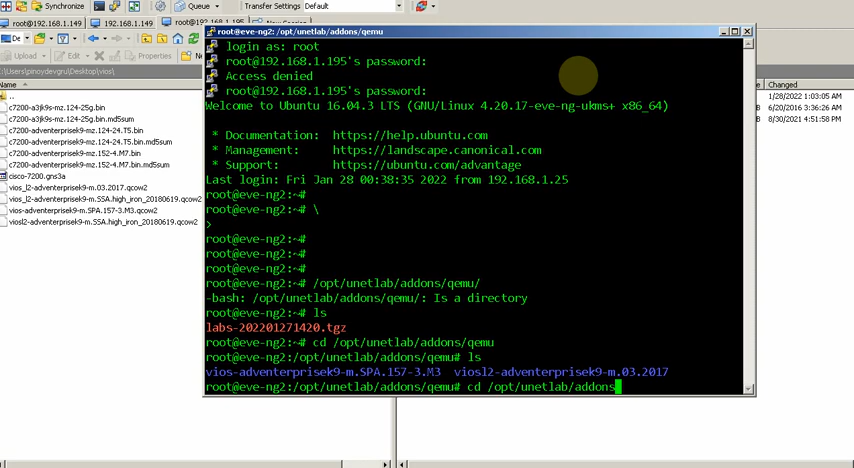 Synchronize
Queue
Transfer Settings
Default
root@192.168.1.149
192.168.1.149
root@192.168.1.195
New Session
De
Upload
Edit
Properties
Ne
:\Users\pinoydevgru\Desktop\vios\
Name
..
c7200-a3jk9s-mz.124-25g.bin
c7200-a3jk9s-mz.124-25g.bin.md5sum
c7200-adventerprisek9-mz.124-24.T5.bin
c7200-adventerprisek9-mz.124-24.T5.bin.md5sum
c7200-adventerprisek9-mz.152-4.M7.bin
c7200-adventerprisek9-mz.152-4.M7.bin.md5sum
cisco-7200.gns3a
vios_l2-adventerprisek9-m.03.2017.qcow2
vios_l2-adventerprisek9-m.SSA.high_iron_20180619.qcow2
vios-adventerprisek9-m.SPA.157-3.M3.qcow2
viosl2-adventerprisek9-m.SSA.high_iron_20180619.qcow2
root@eve-ng2: /opt/unetlab/addons/qemu
login as: root
root@192.168.1.195's password:
Access denied
root@192.168.1.195's password:
Welcome to Ubuntu 16.04.3 LTS (GNU/Linux 4.20.17-eve-ng-ukms+ x86_64)
* Documentation: https://help.ubuntu.com
* Management: https://landscape.canonical.com
* Support: https://ubuntu.com/advantage
Last login: Fri Jan 28 00:38:35 2022 from 192.168.1.25
root@eve-ng2:~#
root@eve-ng2:~# \
>
root@eve-ng2:~#
root@eve-ng2:~#
root@eve-ng2:~#
root@eve-ng2:~# /opt/unetlab/addons/qemu/
-bash: /opt/unetlab/addons/qemu/: Is a directory
root@eve-ng2:~# ls
labs-202201271420.tgz
root@eve-ng2:~# cd /opt/unetlab/addons/qemu
root@eve-ng2:/opt/unetlab/addons/qemu# ls
vios-adventerprisek9-m.SPA.157-3.M3 viosl2-adventerprisek9-m.03.2017
root@eve-ng2:/opt/unetlab/addons/qemu# cd /opt/unetlab/addons
Changed
1/28/2022 1:03:05 AM
B 6/20/2016 3:36:26 AM
B 8/30/2021 4:51:58 PM